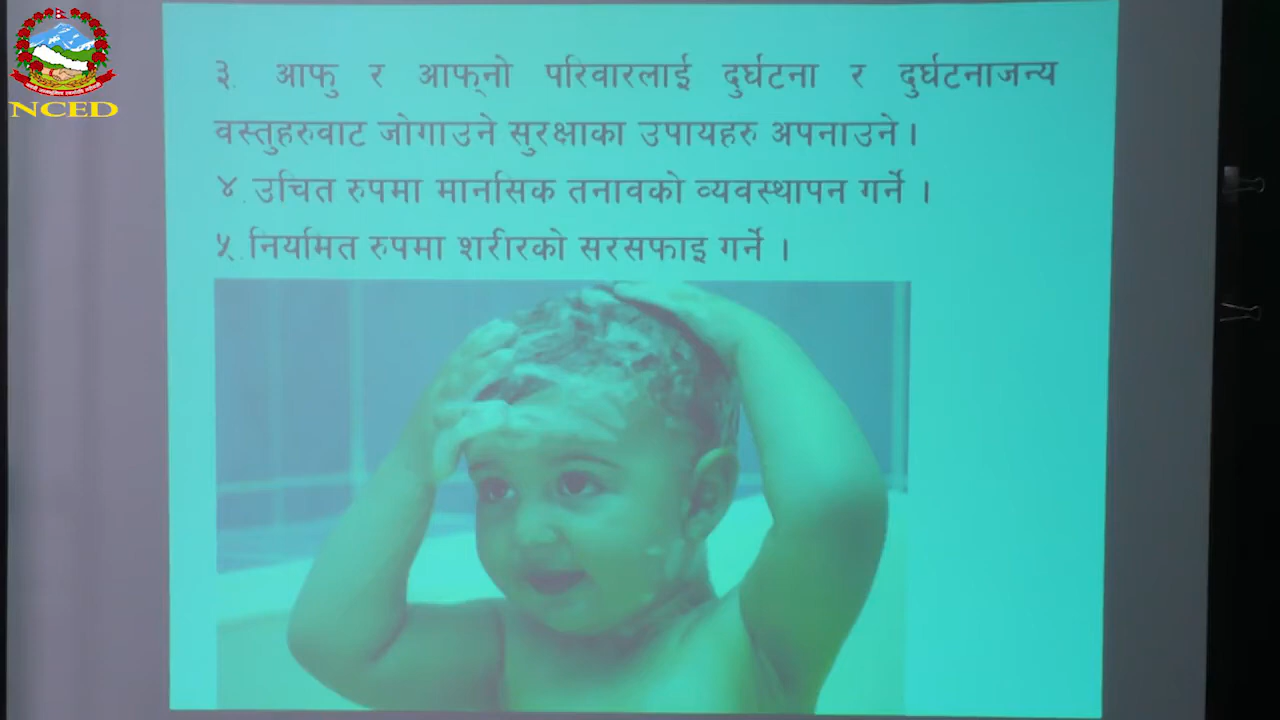 NCED
३. आफु र आफ्नो परिवारलाई दुर्घटना र दुर्घटनाजन्य
वस्तुहरुवाट जोगाउने सुरक्षाका उपायहरु अपनाउने ।
४. उचित रुपमा मानसिक तनावको व्यवस्थापन गर्ने ।
५. नियमित रुपमा शरीरको सरसफाइ गर्ने ।